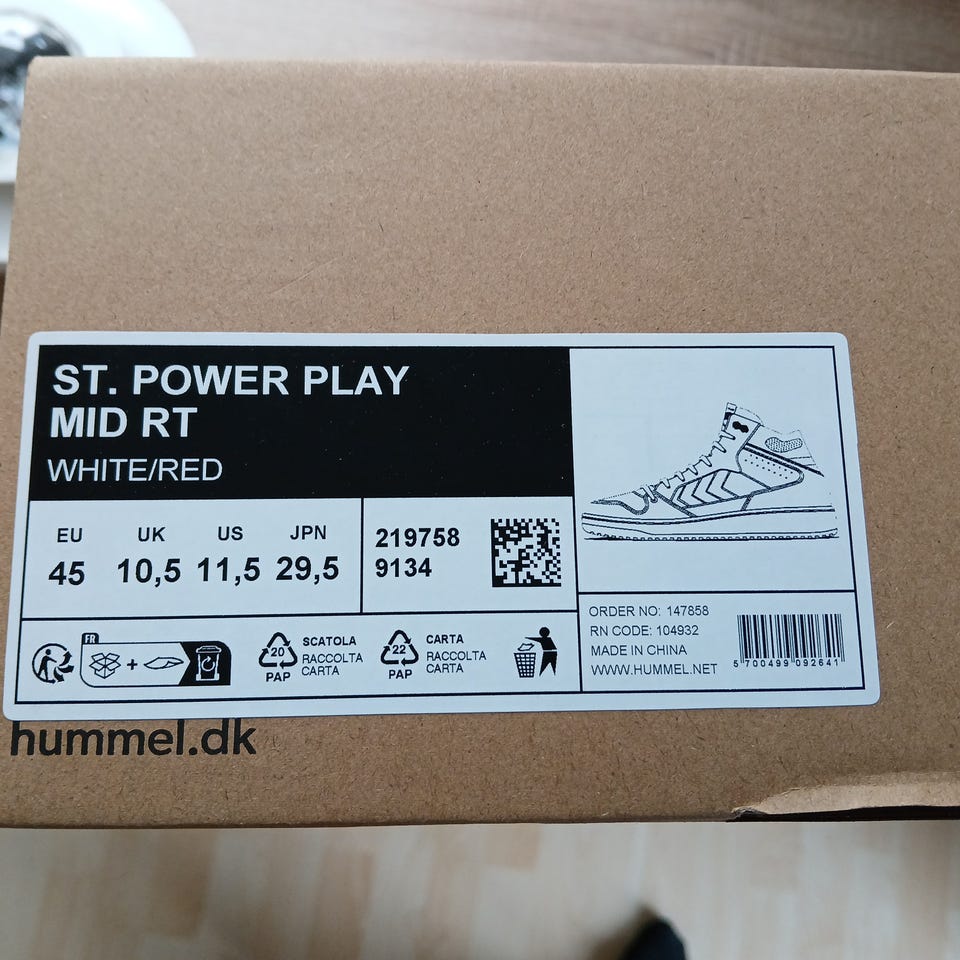 ST. POWER PLAY
MID RT
WHITE/RED
EU UK US JPN
45 10,5 11,5 29,5
219758
9134
FR
20
PAP
SCATOLA
RACCOLTA
CARTA
22
PAP
CARTA
RACCOLTA
CARTA
ORDER NO: 147858
RN CODE: 104932
MADE IN CHINA
WWW.HUMMEL.NET
5 700499 092641
hummel.dk